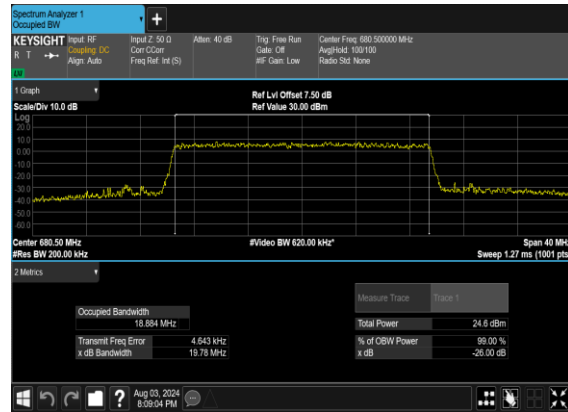 Spectrum Analyzer 1
Occupied BW
+
KEYSIGHT Input: RF Input Z: 50 Ω Atten: 40 dB Trig: Free Run Center Freq: 680.500000 MHz
R T Coupling: DC Corr CCorr Gate: Off Avg|Hold: 100/100
Align: Auto Freq Ref: Int (S) #IF Gain: Low Radio Std: None
1 Graph
Ref Lvl Offset 7.50 dB
Scale/Div 10.0 dB Ref Value 30.00 dBm
Log
20.0
10.0
0.00
-10.0
-20.0
-30.0
-40.0
-50.0
-60.0
Center 680.50 MHz #Video BW 620.00 kHz* Span 40 MHz
#Res BW 200.00 kHz Sweep 1.27 ms (1001 pts
2 Metrics
Measure Trace Trace 1
Occupied Bandwidth
18.884 MHz
Total Power 24.6 dBm
Transmit Freq Error 4.643 kHz % of OBW Power 99.00 %
x dB Bandwidth 19.78 MHz x dB -26.00 dB
?
Aug 03, 2024
8:09:04 PM